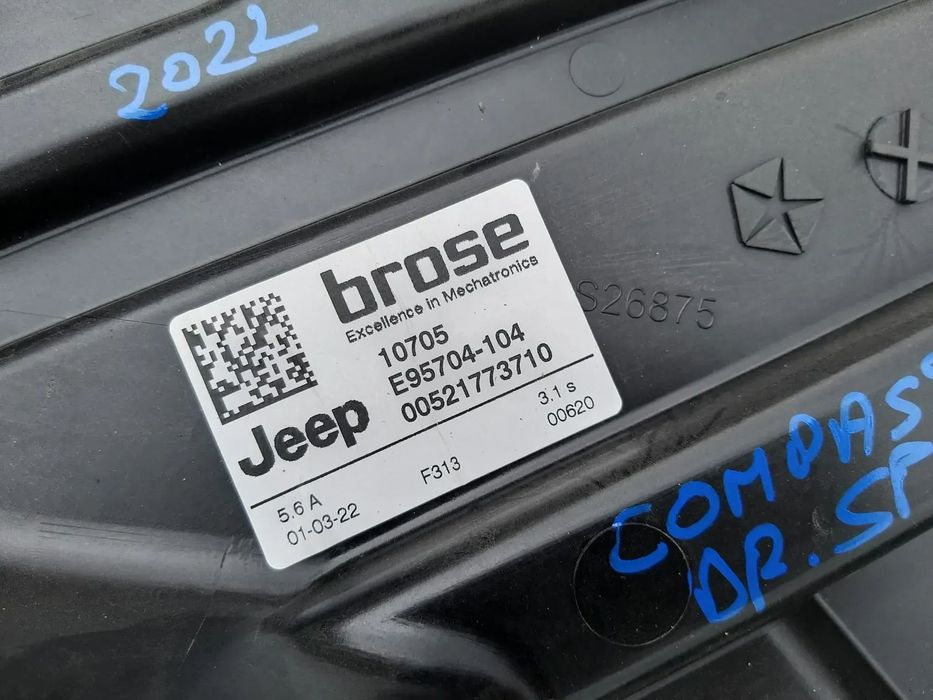 2022
brose
Excellence in Mechatronics
10705
E95704-104
00521773710
Jeep
5.6 A
F313
3.1 s
01-03-22
00620
S26875
COMPASS
DR. SP